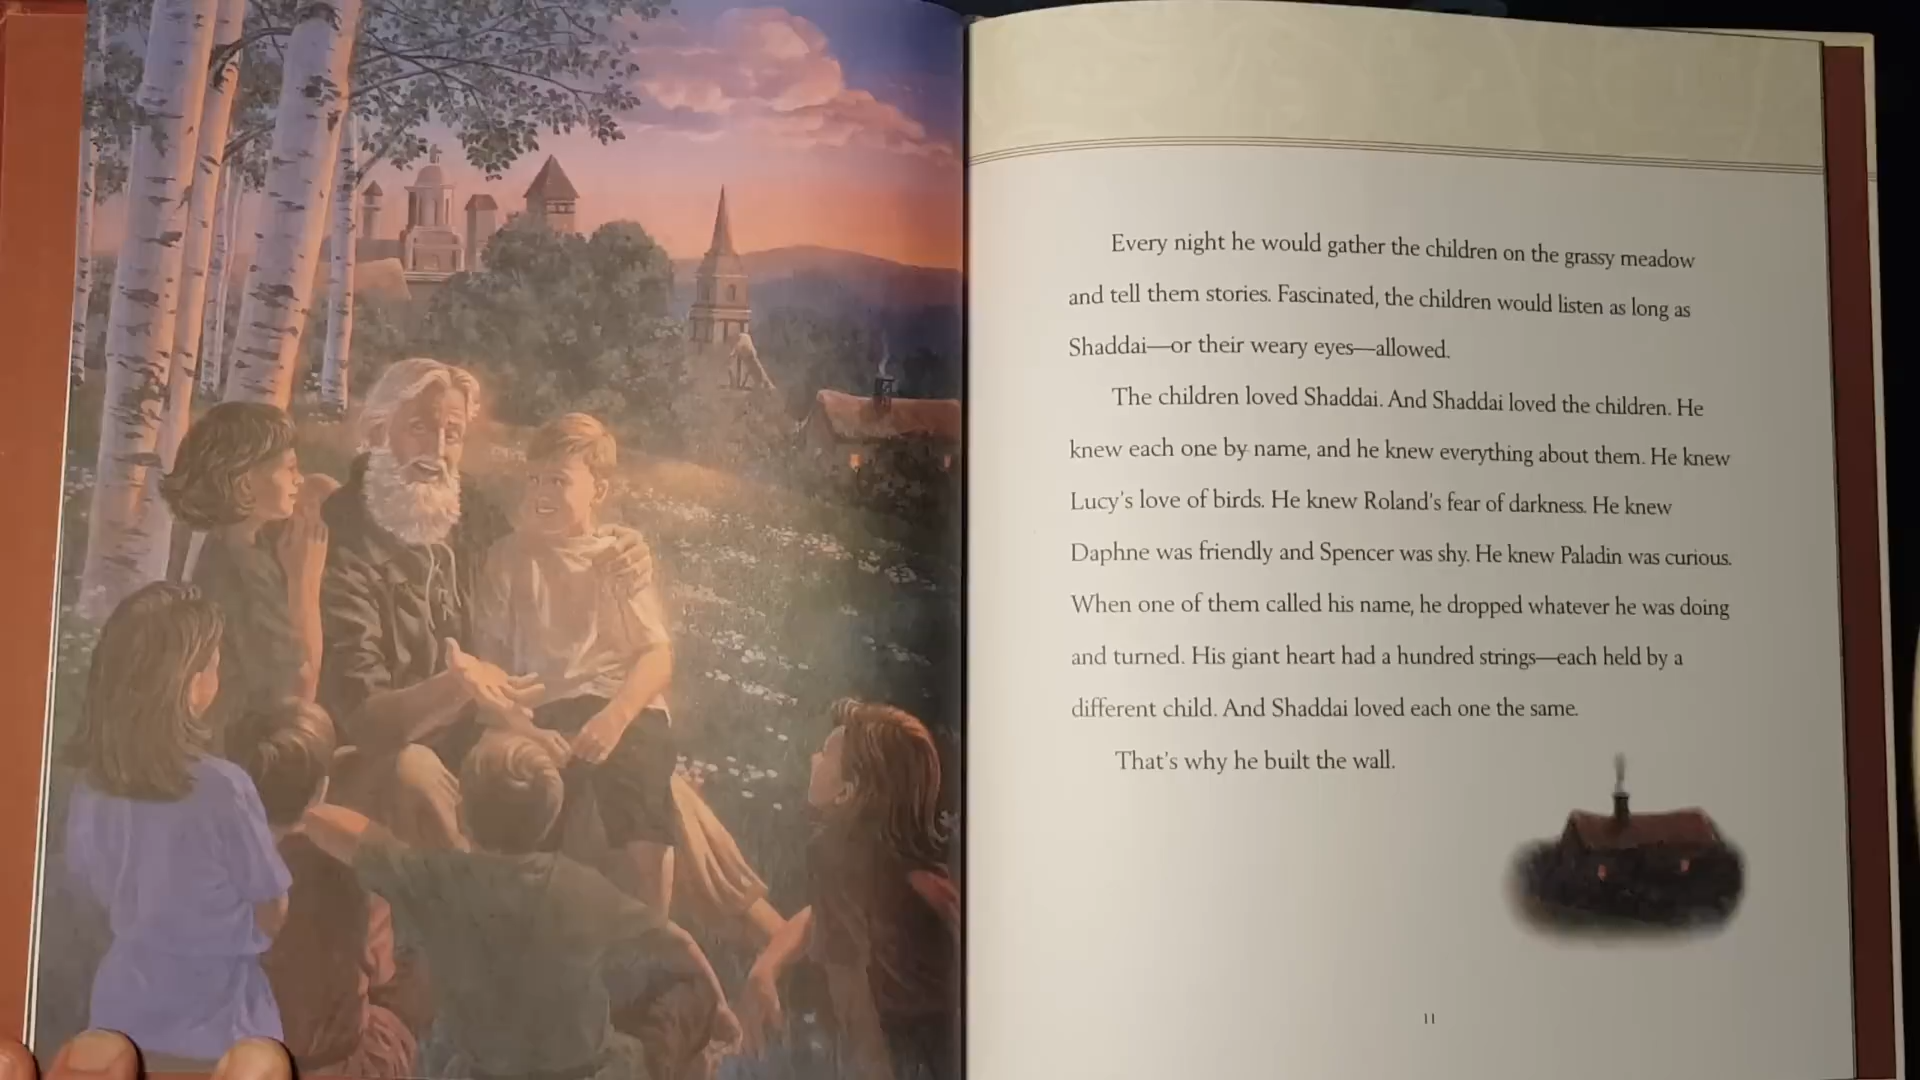 Every night he would gather the children on the grassy meadow
and tell them stories. Fascinated, the children would listen as long as
Shaddai—or their weary eyes—allowed.
The children loved Shaddai. And Shaddai loved the children. He
knew each one by name, and he knew everything about them. He knew
Lucy's love of birds. He knew Roland's fear of darkness. He knew
Daphne was friendly and Spencer was shy. He knew Paladin was curious.
When one of them called his name, he dropped whatever he was doing
and turned. His giant heart had a hundred strings—each held by a
different child. And Shaddai loved each one the same.
That's why he built the wall.
11